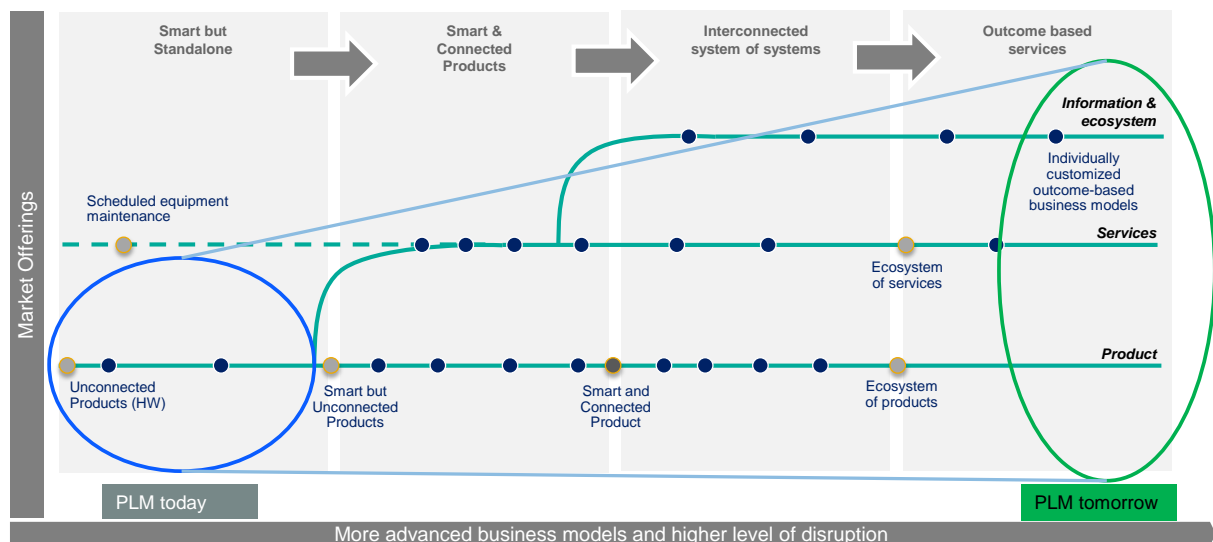 Smart but
Standalone
Smart &
Connected
Products
Interconnected
system of systems
Outcome based
services
Information &
ecosystem
Individually
customized
outcome-based
business models
Scheduled equipment
maintenance
Services
Ecosystem
of services
Market Offerings
Product
Unconnected
Products (HW)
Smart but
Unconnected
Products
Smart and
Connected
Product
Ecosystem
of products
PLM today
PLM tomorrow
More advanced business models and higher level of disruption